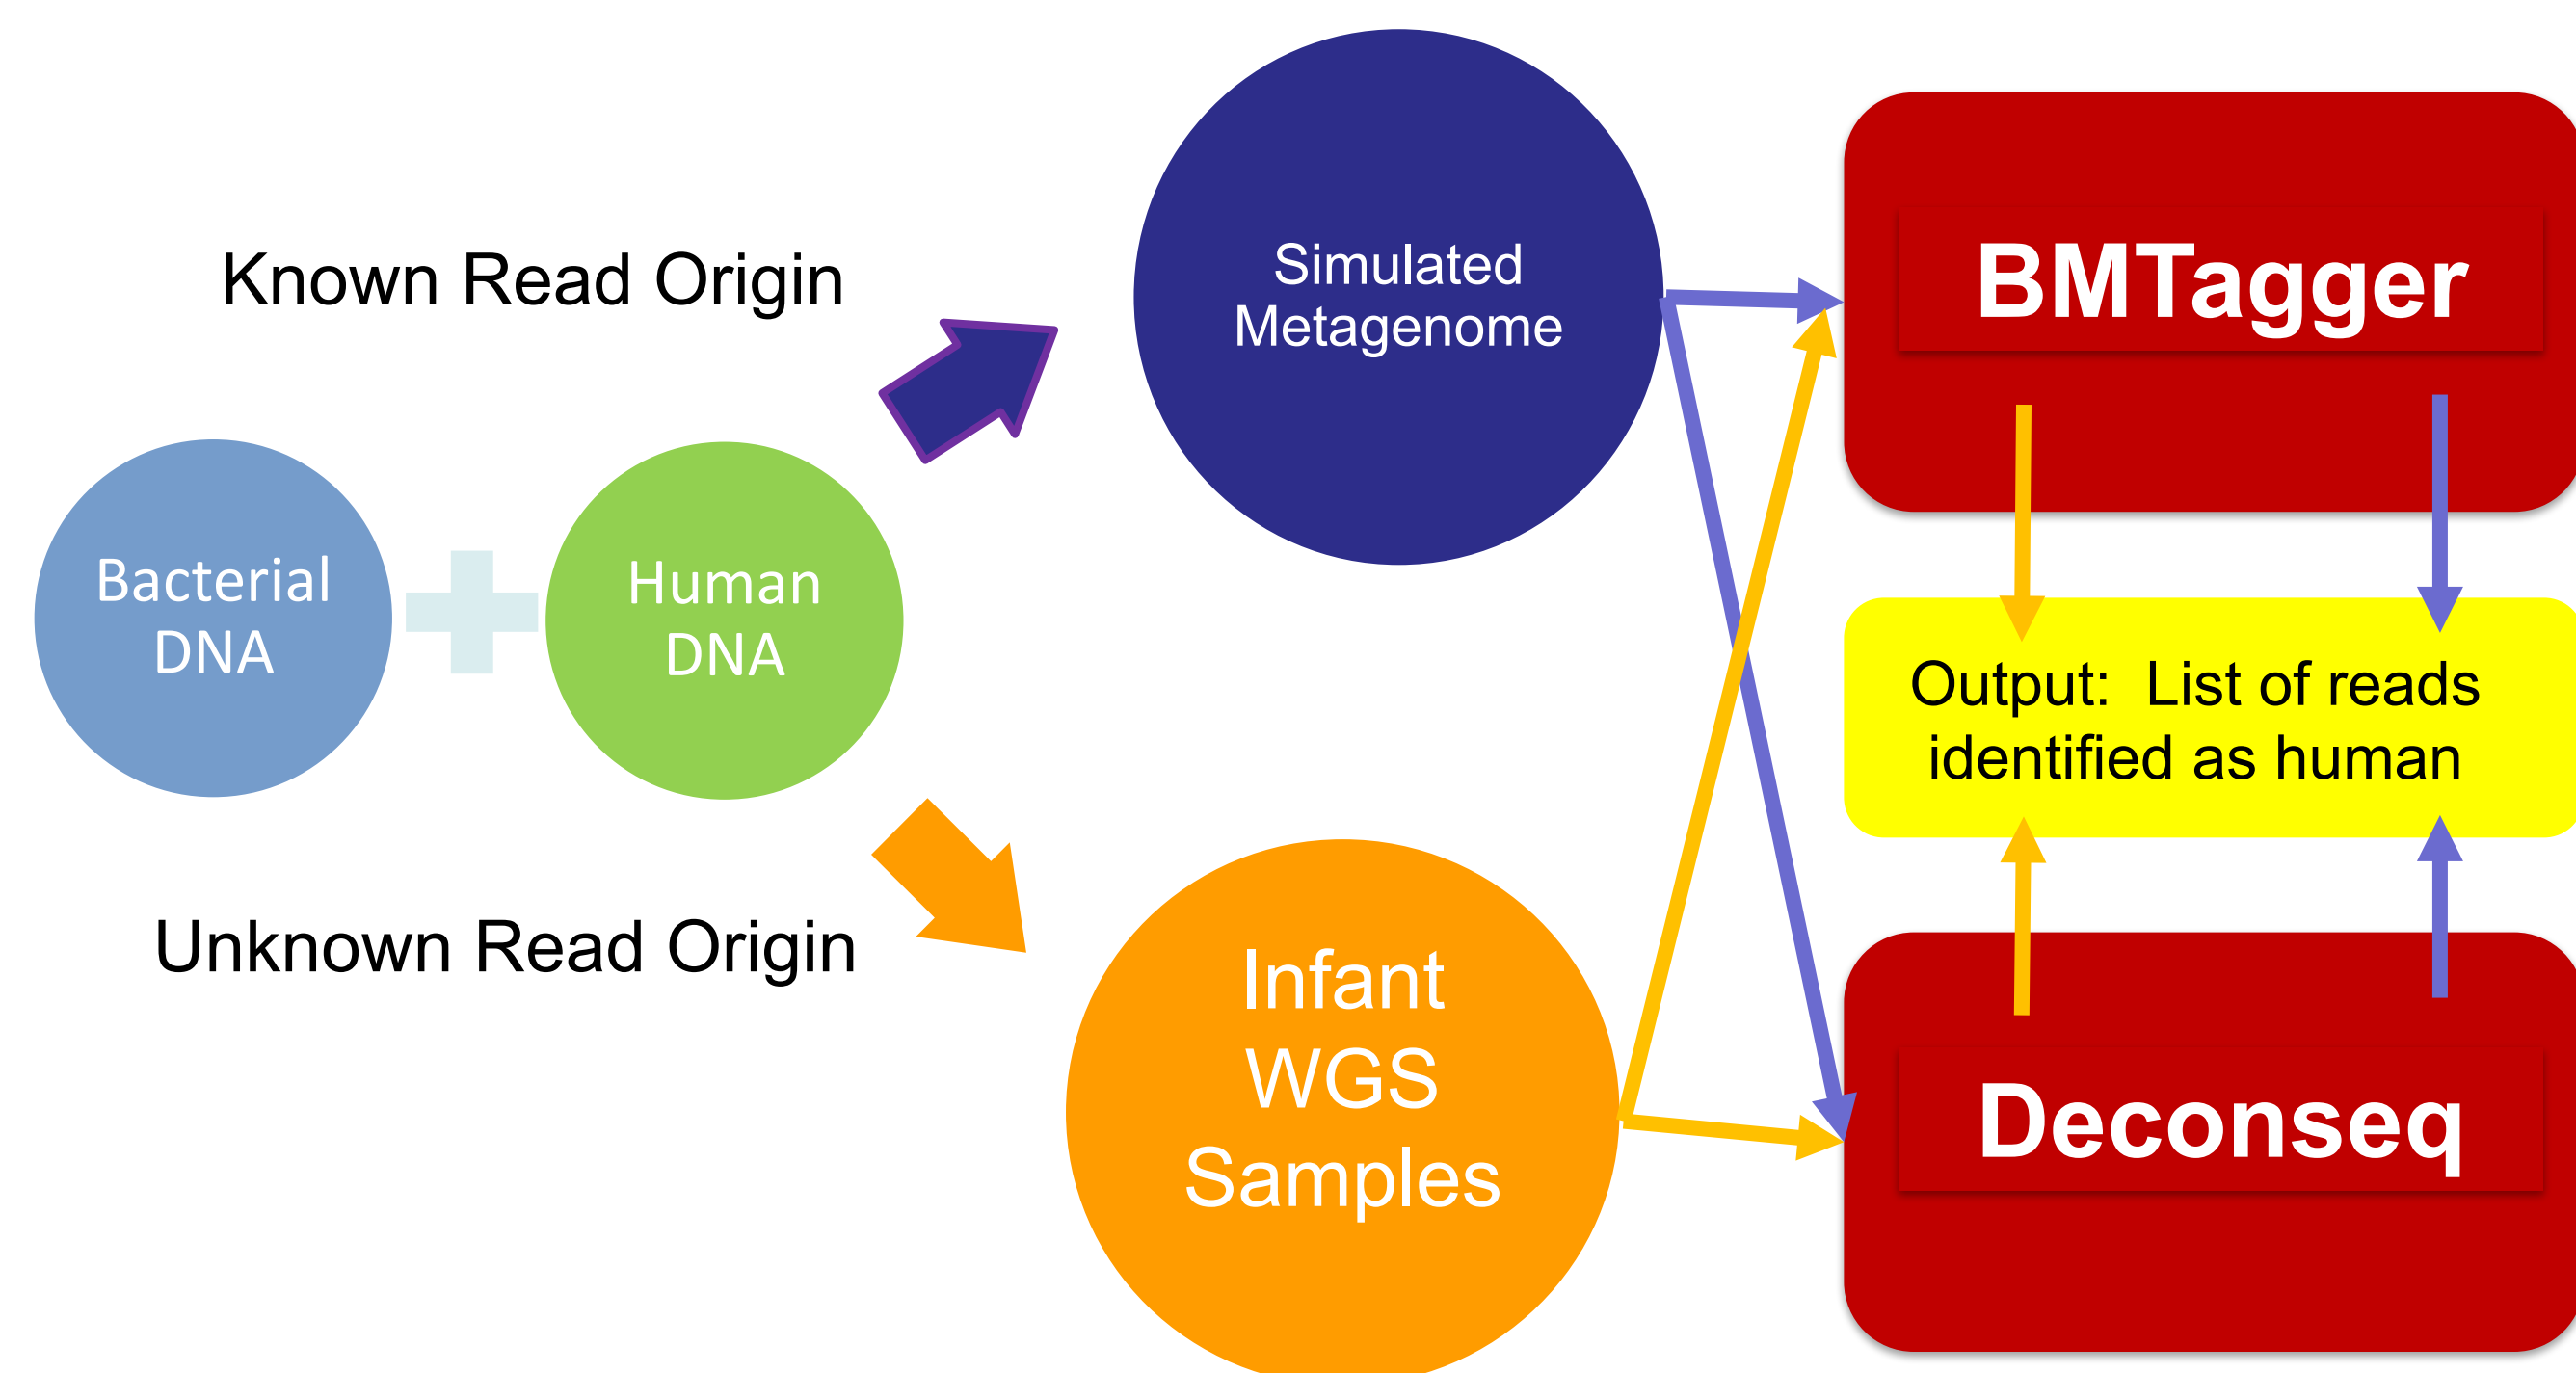 Known Read Origin
Bacterial
DNA
Human
DNA
Unknown Read Origin
Simulated
Metagenome
Infant
WGS
Samples
BMTagger
Output:  List of reads
identified as human
Deconseq